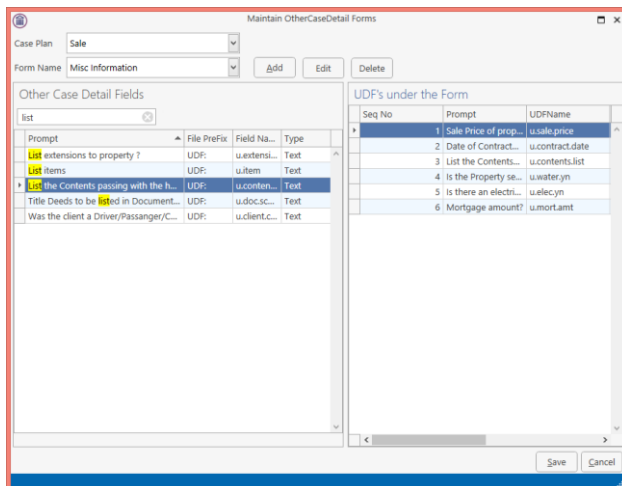 Maintain OtherCaseDetail Forms
Case Plan Sale
Form Name Misc Information Add Edit Delete
Other Case Detail Fields
list
Prompt File PreFix Field Na... Type
List extensions to property ? UDF: u.extensi... Text
List items UDF: u.item Text
List the Contents passing with the h... UDF: u.conten... Text
Title Deeds to be listed in Document... UDF: u.doc.sc... Text
Was the client a Driver/Passanger/C... UDF: u.client.c... Text
UDF's under the Form
Seq No Prompt UDFName
1 Sale Price of prop... u.sale.price
2 Date of Contract... u.contract.date
3 List the Contents... u.contents.list
4 Is the Property se... u.water.yn
5 Is there an electri... u.elec.yn
6 Mortgage amount? u.mort.amt
Save Cancel